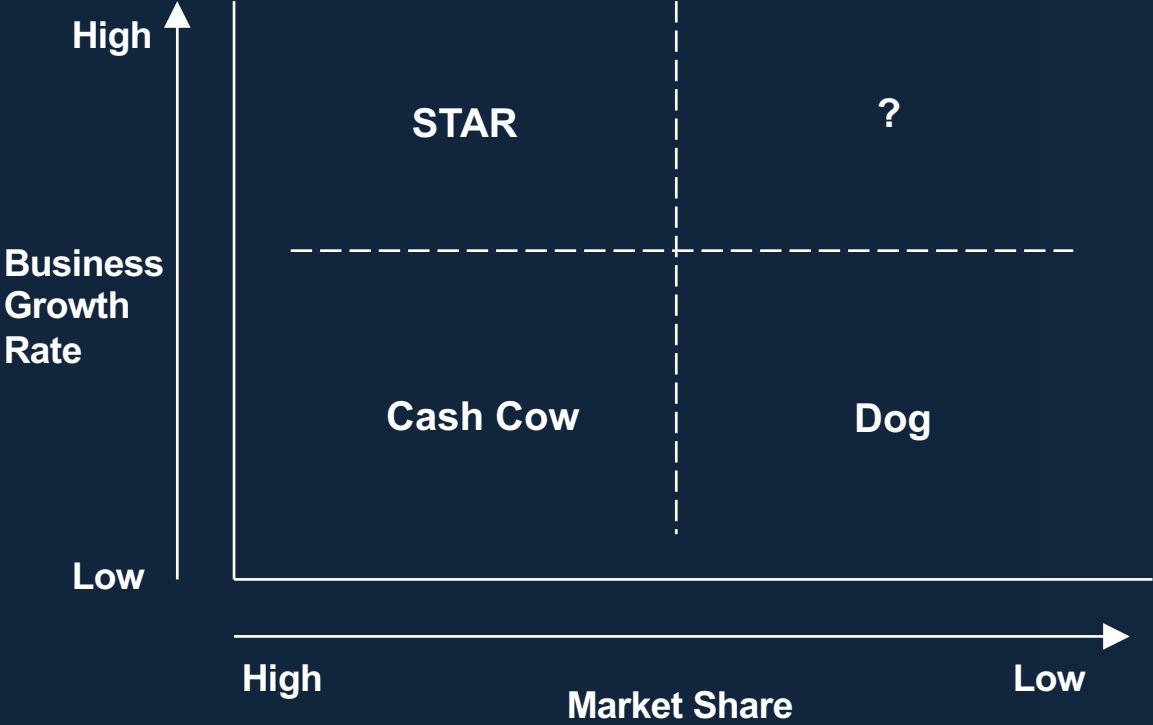 High
STAR
?
Business
Growth
Rate
Cash Cow
Dog
Low
High
Low
Market Share